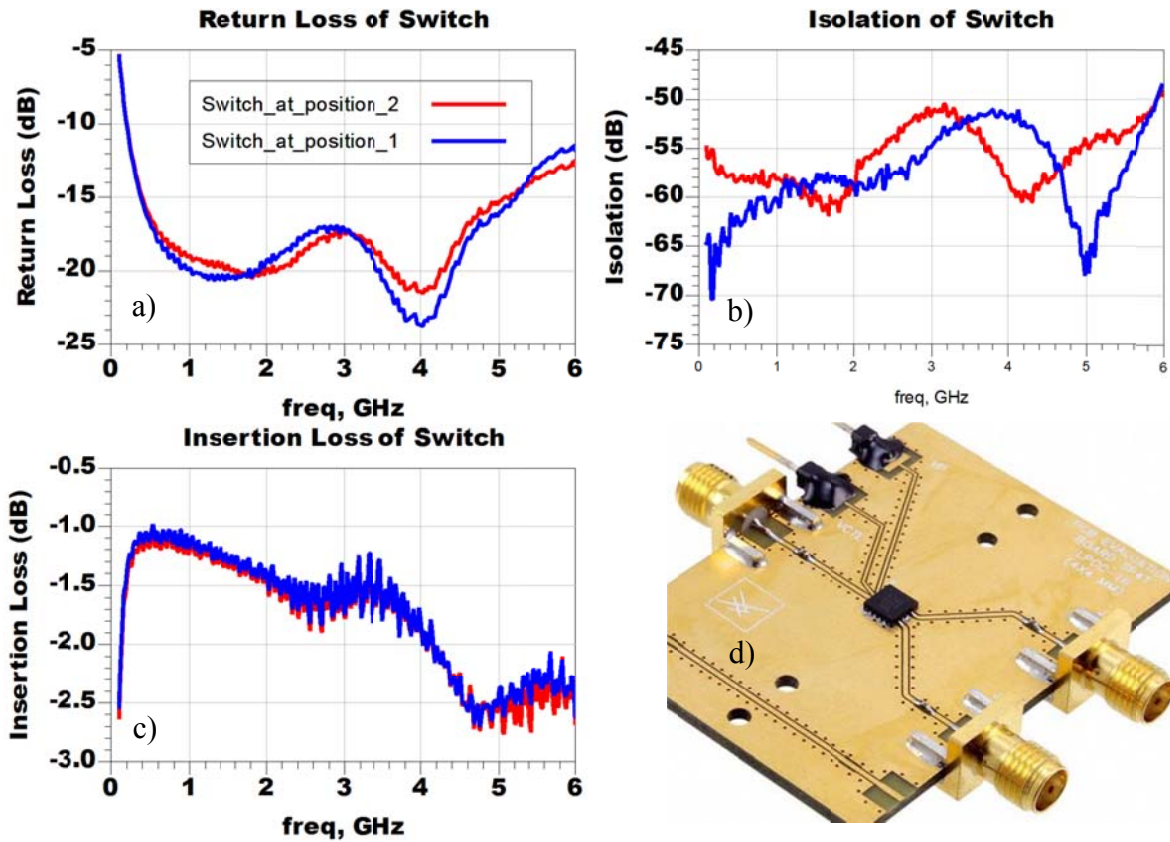 Return Loss of Switch
-5
-10
-15
-20
-25
Return Loss (dB)
Switch_at_position_2
Switch_at_position_1
a)
0 1 2 3 4 5 6
freq, GHz
Isolation of Switch
-45
-50
-55
-60
-65
-70
-75
Isolation (dB)
b)
0 1 2 3 4 5 6
freq, GHz
Insertion Loss of Switch
-0.5
-1.0
-1.5
-2.0
-2.5
-3.0
Insertion Loss (dB)
c)
0 1 2 3 4 5 6
freq, GHz
d)